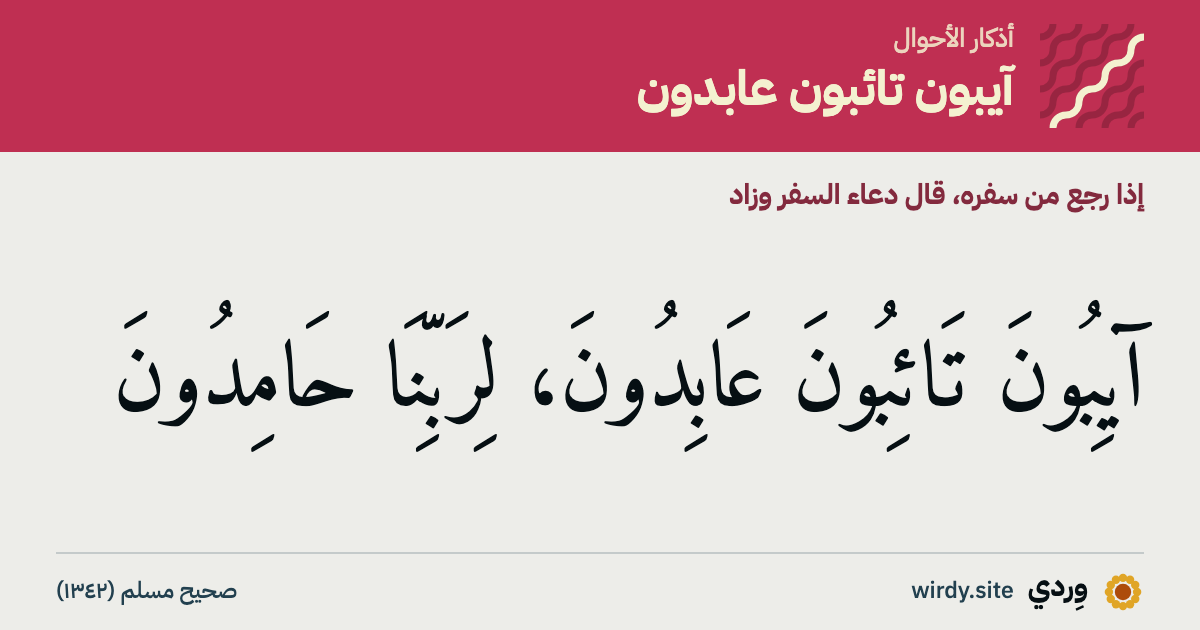 أذكار الأحوال
آيبون تائبون عابدون
إذا رجع من سفره، قال دعاء السفر وزاد
آيِبُونَ تَائِبُونَ عَابِدُونَ، لِرَبِّنَا حَامِدُونَ
وِردي wirdy.site
صحيح مسلم (١٣٤٢)